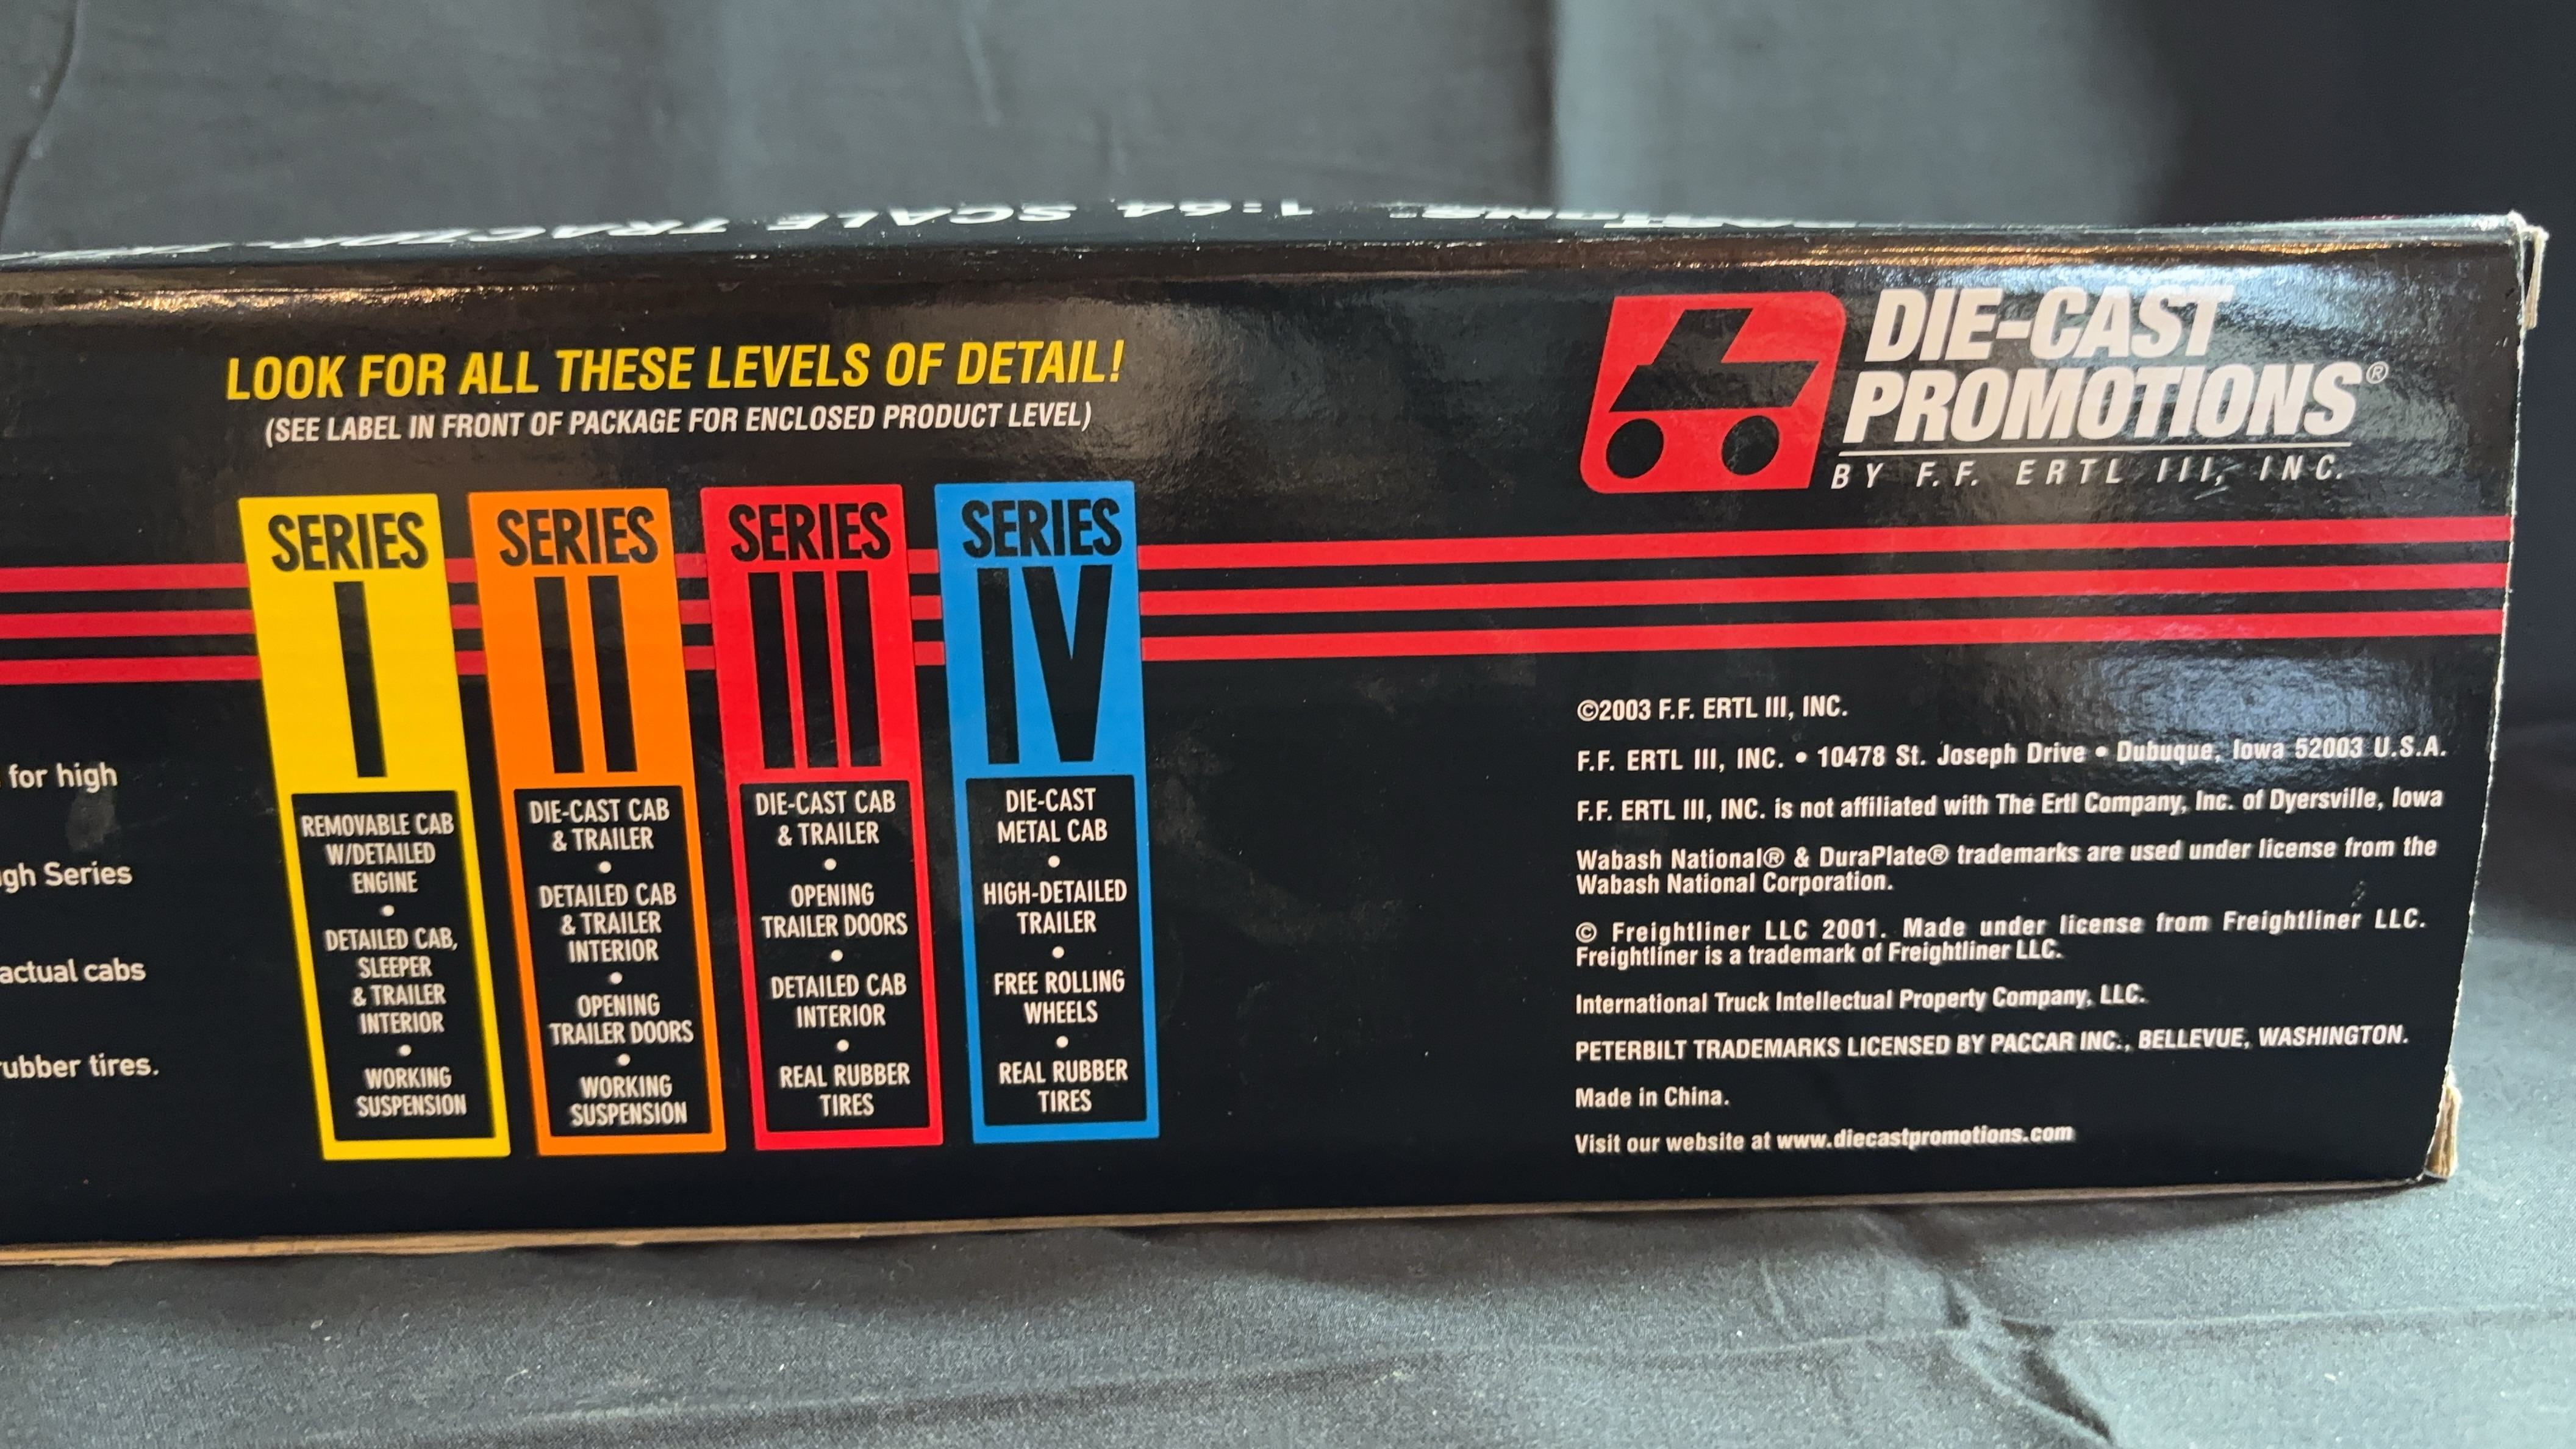 1:64 SCALE TRACTOR
LOOK FOR ALL THESE LEVELS OF DETAIL!
(SEE LABEL IN FRONT OF PACKAGE FOR ENCLOSED PRODUCT LEVEL)
for high
Series
actual cabs
tires.
SERIES
I
REMOVABLE CAB
W/DETAILED
ENGINE
•
DETAILED CAB,
SLEEPER
& TRAILER
INTERIOR
•
WORKING
SUSPENSION
SERIES
II
DIE-CAST CAB
& TRAILER
•
DETAILED CAB
& TRAILER
INTERIOR
•
OPENING
TRAILER DOORS
•
WORKING
SUSPENSION
SERIES
III
DIE-CAST CAB
& TRAILER
•
OPENING
TRAILER DOORS
•
DETAILED CAB
INTERIOR
•
REAL RUBBER
TIRES
SERIES
IV
DIE-CAST
METAL CAB
•
HIGH-DETAILED
TRAILER
•
FREE ROLLING
WHEELS
•
REAL RUBBER
TIRES
DIE-CAST
PROMOTIONS®
BY F.F. ERTL III, INC.
©2003 F.F. ERTL III, INC.
F.F. ERTL III, INC. • 10478 St. Joseph Drive • Dubuque, Iowa 52003 U.S.A.
F.F. ERTL III, INC. is not affiliated with The Ertl Company, Inc. of Dyersville, Iowa
Wabash National® & DuraPlate® trademarks are used under license from the
Wabash National Corporation.
© Freightliner LLC 2001. Made under license from Freightliner LLC.
Freightliner is a trademark of Freightliner LLC.
International Truck Intellectual Property Company, LLC.
PETERBILT TRADEMARKS LICENSED BY PACCAR INC., BELLEVUE, WASHINGTON.
Made in China.
Visit our website at www.diecastpromotions.com